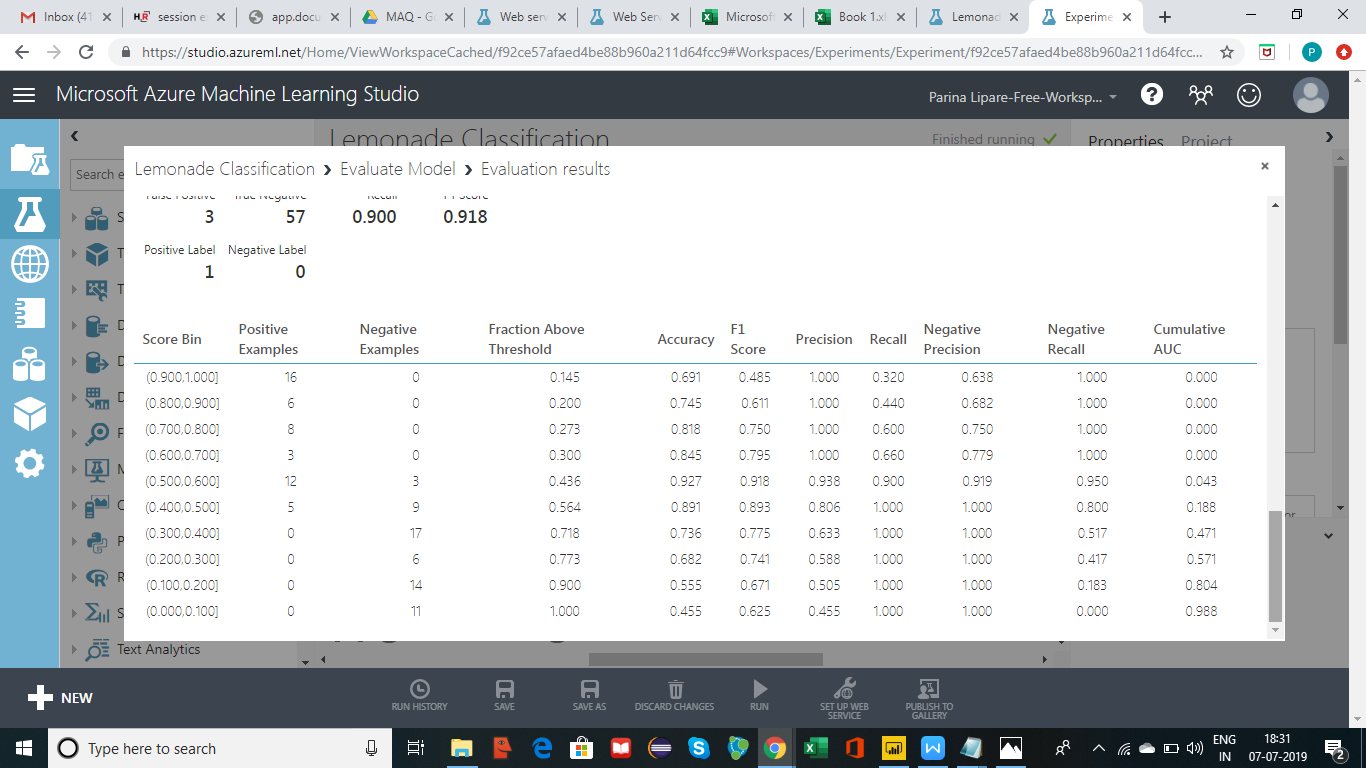 Inbox (41
session e
app.docu
MAQ - G
Web serv
Web Serv
Microsoft
Book 1.xl
Lemonad
Experime
https://studio.azureml.net/Home/ViewWorkspaceCached/f92ce57afaed4be88b960a211d64fcc9#Workspaces/Experiments/Experiment/f92ce57afaed4be88b960a211d64fcc...
P
Microsoft Azure Machine Learning Studio
Parina Lipare-Free-Worksp...
Lemonade Classification
Finished running
Properties Project
Search e
Lemonade Classification › Evaluate Model › Evaluation results
False Positive True Negative Recall F1 Score
3 57 0.900 0.918
Positive Label Negative Label
1 0
Score Bin Positive Examples Negative Examples Fraction Above Threshold Accuracy F1 Score Precision Recall Negative Precision Negative Recall Cumulative AUC
(0.900,1.000] 16 0 0.145 0.691 0.485 1.000 0.320 0.638 1.000 0.000
(0.800,0.900] 6 0 0.200 0.745 0.611 1.000 0.440 0.682 1.000 0.000
(0.700,0.800] 8 0 0.273 0.818 0.750 1.000 0.600 0.750 1.000 0.000
(0.600,0.700] 3 0 0.300 0.845 0.795 1.000 0.660 0.779 1.000 0.000
(0.500,0.600] 12 3 0.436 0.927 0.918 0.938 0.900 0.919 0.950 0.043
(0.400,0.500] 5 9 0.564 0.891 0.893 0.806 1.000 1.000 0.800 0.188
(0.300,0.400] 0 17 0.718 0.736 0.775 0.633 1.000 1.000 0.517 0.471
(0.200,0.300] 0 6 0.773 0.682 0.741 0.588 1.000 1.000 0.417 0.571
(0.100,0.200] 0 14 0.900 0.555 0.671 0.505 1.000 1.000 0.183 0.804
(0.000,0.100] 0 11 1.000 0.455 0.625 0.455 1.000 1.000 0.000 0.988
Text Analytics
NEW
RUN HISTORY
SAVE
SAVE AS
DISCARD CHANGES
RUN
SET UP WEB SERVICE
PUBLISH TO GALLERY
Type here to search
ENG
IN
18:31
07-07-2019
2